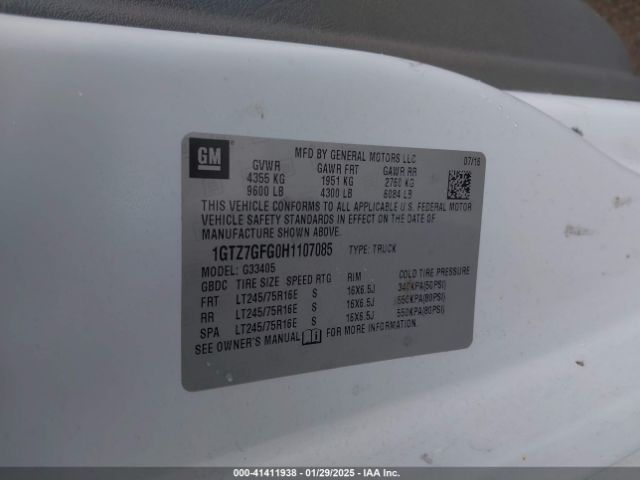 GM
MFD BY GENERAL MOTORS LLC 07/16
GVWR GAWR FRT GAWR RR
4355 KG 1951 KG 2760 KG
9600 LB 4300 LB 6084 LB
THIS VEHICLE CONFORMS TO ALL APPLICABLE U.S. FEDERAL MOTOR
VEHICLE SAFETY STANDARDS IN EFFECT ON THE DATE OF
MANUFACTURE SHOWN ABOVE.
1GTZ7GFG0H1107085 TYPE: TRUCK
MODEL: G33405
GBDC TIRE SIZE SPEED RTG RIM COLD TIRE PRESSURE
FRT LT245/75R16E S 16X6.5J 340KPA(50PSI)
RR LT245/75R16E S 16X6.5J 550KPA(80PSI)
SPA LT245/75R16E S 16X6.5J 550KPA(80PSI)
SEE OWNER'S MANUAL FOR MORE INFORMATION.
000-41411938 - 01/29/2025 - IAA Inc.